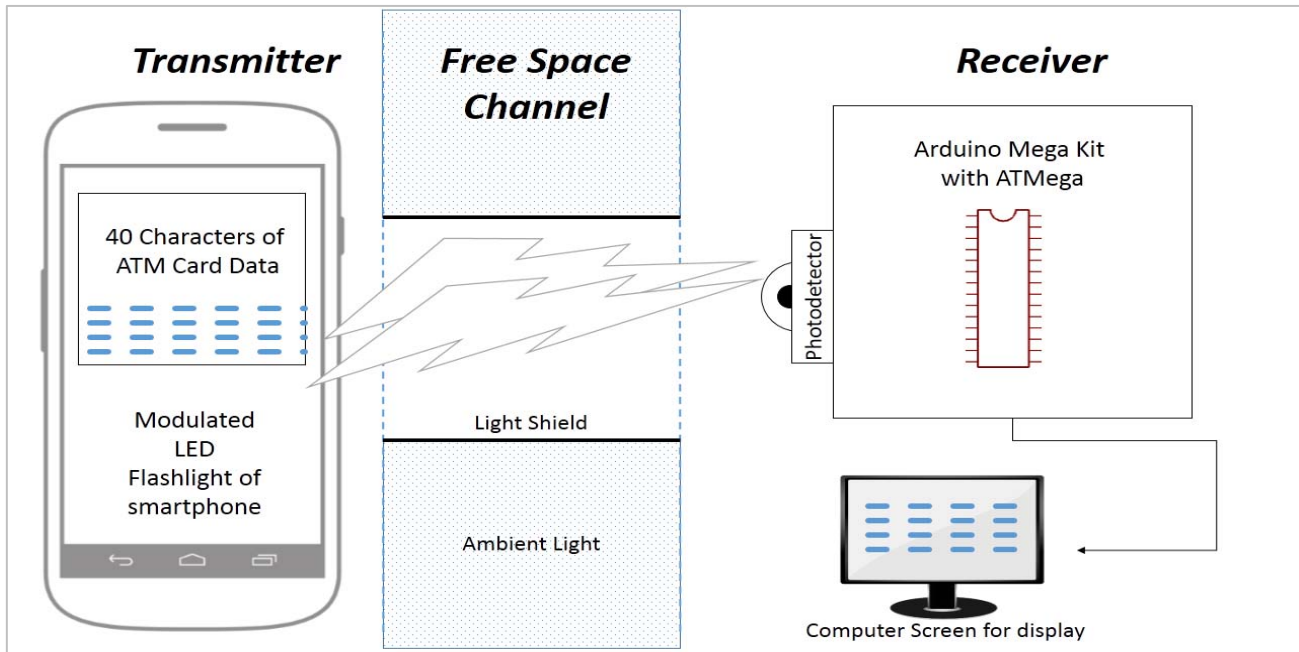 Transmitter
Free Space
Channel
Receiver
40 Characters of
ATM Card Data
Modulated
LED
Flashlight of
smartphone
Light Shield
Ambient Light
Photodetector
Arduino Mega Kit
with ATMega
Computer Screen for display